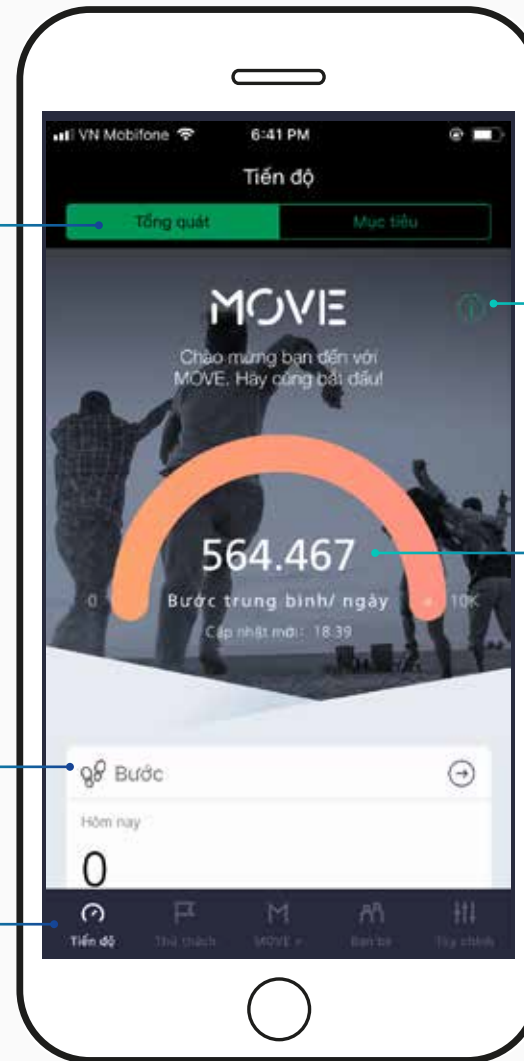 VN Mobifone 6:41 PM
Tiến độ
Tổng quát Mục tiêu
MOVE
Chào mừng bạn đến với
MOVE. Hãy cùng bắt đầu!
564.467
0 Bước trung bình/ ngày 10K
Cập nhật mới: 18:39
Bước
Hôm nay
0
Tiến độ Thử thách MOVE + Bạn bè Tùy chỉnh